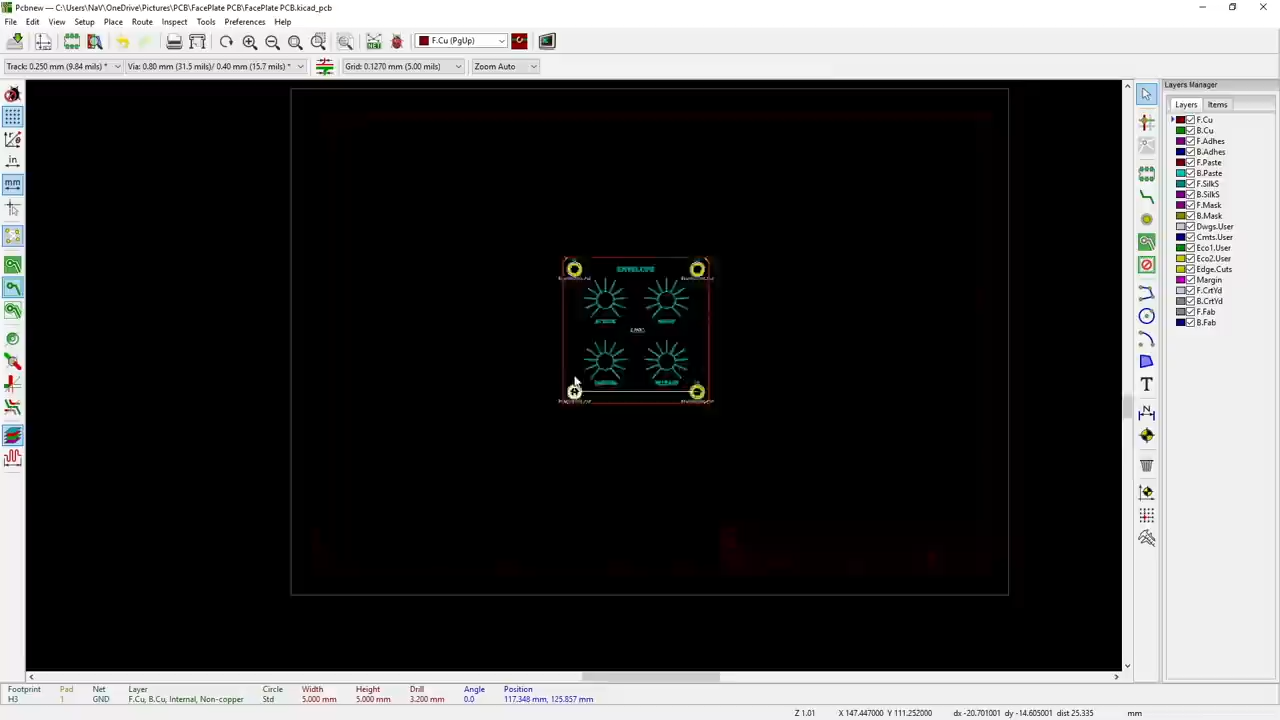 Pcbnew — C:\Users\NaV\OneDrive\Pictures\PCB\FacePlate PCB\FacePlate PCB.kicad_pcb
File Edit View Setup Place Route Inspect Tools Preferences Help
NET
F.Cu (PgUp)
Track: 0.250 mm (9.84 mils) *
Via: 0.80 mm (31.5 mils)/ 0.40 mm (15.7 mils) *
Grid: 0.1270 mm (5.00 mils)
Zoom Auto
Layers Manager
Layers Items
F.Cu
B.Cu
F.Adhes
B.Adhes
F.Paste
B.Paste
F.SilkS
B.SilkS
F.Mask
B.Mask
Dwgs.User
Cmts.User
Eco1.User
Eco2.User
Edge.Cuts
Margin
F.CrtYd
B.CrtYd
F.Fab
B.Fab
in
mm
T
N
Footprint Pad Net Layer Circle Width Height Drill Angle Position
H3 1 GND F.Cu, B.Cu, Internal, Non-copper Std 5.000 mm 5.000 mm 3.200 mm 0.0 117.348 mm, 125.857 mm
Z 1.01 X 147.447000 Y 111.252000 dx -20.701001 dy -14.605001 dist 25.335 mm